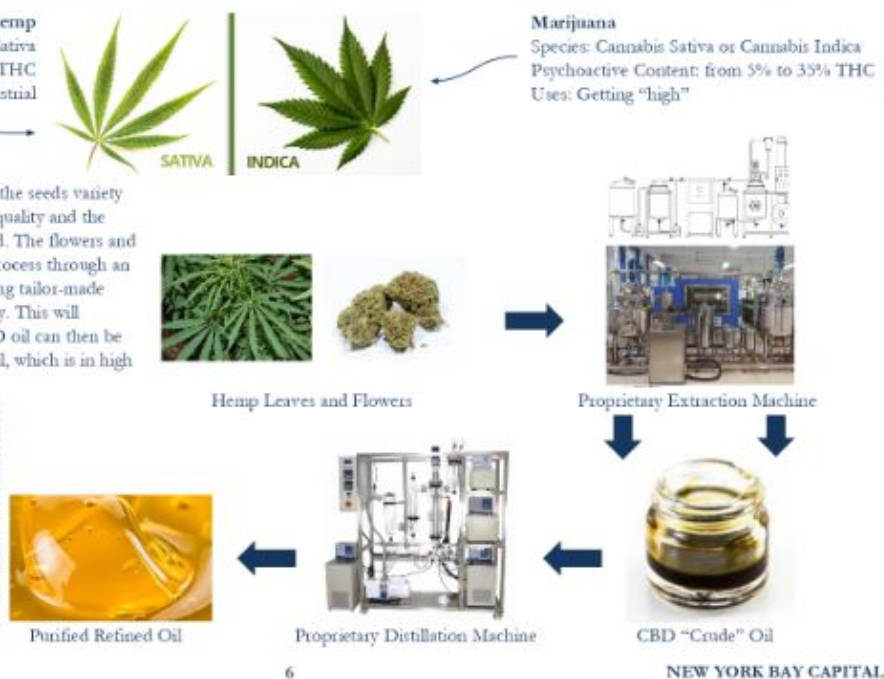 emp
ativa
THC
strial
SATIVA
INDICA
Marijuana
Species: Cannabis Sativa or Cannabis Indica
Psychoactive Content: from 5% to 35% THC
Uses: Getting “high”
the seeds variety
quality and the
d. The flowers and
rocess through an
ng tailor-made
y. This will
D oil can then be
l, which is in high
Hemp Leaves and Flowers
Proprietary Extraction Machine
Purified Refined Oil
Proprietary Distillation Machine
CBD “Crude” Oil
6
NEW YORK BAY CAPITAL